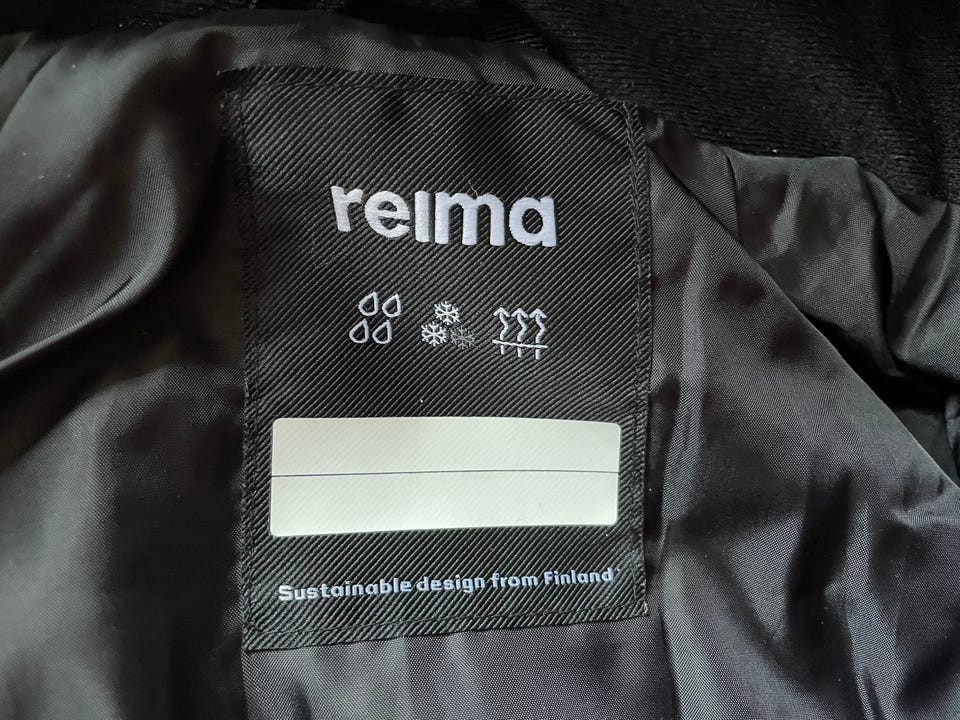 reima
Sustainable design from Finland